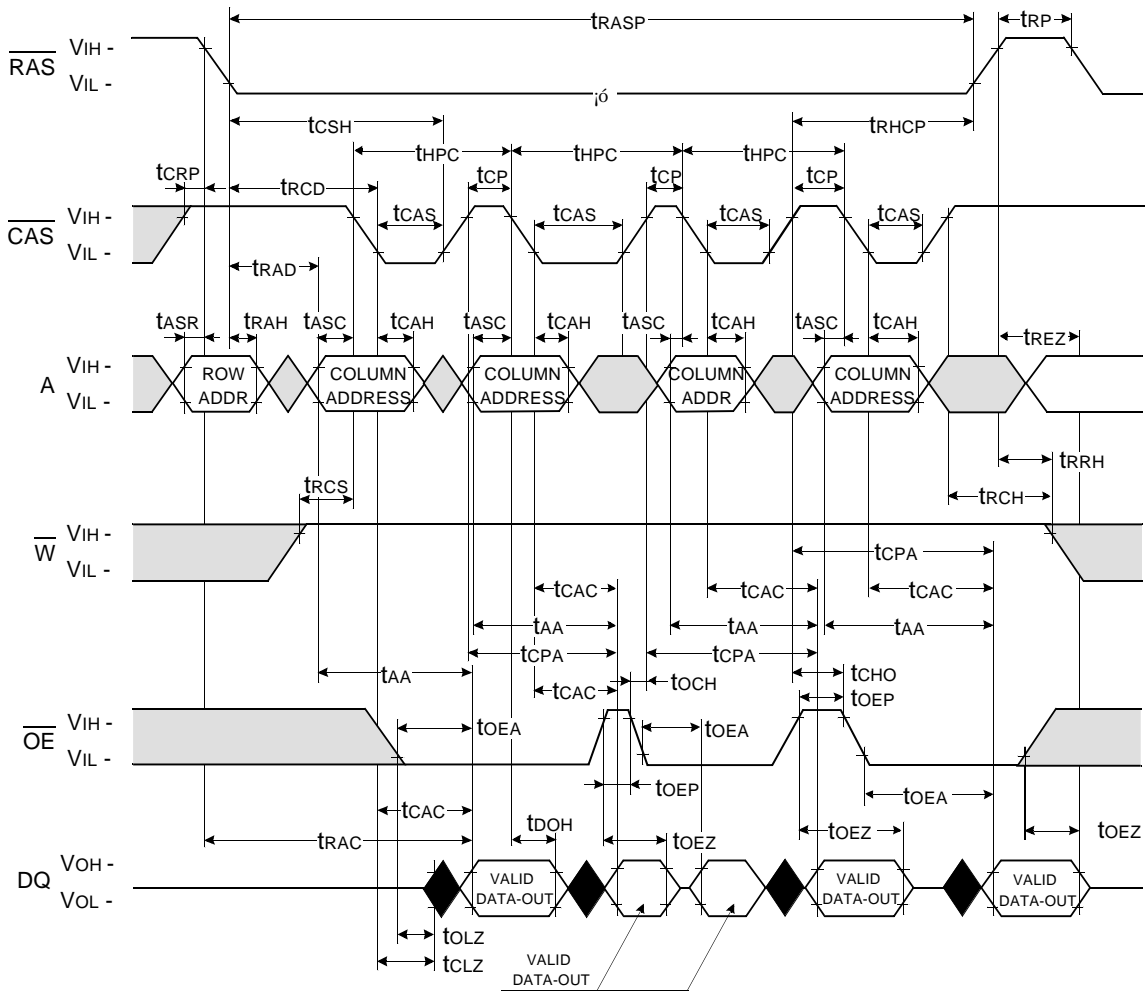 tRASP
tRP
RAS
VIH -
VIL -
¡ó
tCSH
tRHCP
tHPC
tHPC
tHPC
tCRP
tRCD
tCP
tCP
tCP
CAS
VIH -
VIL -
tCAS
tCAS
tCAS
tCAS
tRAD
tASR
tRAH
tASC
tCAH
tASC
tCAH
tASC
tCAH
tASC
tCAH
tREZ
A
VIH -
VIL -
ROW
ADDR
COLUMN
ADDRESS
COLUMN
ADDRESS
COLUMN
ADDR
COLUMN
ADDRESS
tRRH
tRCS
tRCH
W
VIH -
VIL -
tCPA
tCAC
tCAC
tCAC
tAA
tAA
tAA
tCPA
tCPA
tAA
tCAC
tOCH
tCHO
tOEP
OE
VIH -
VIL -
tOEA
tOEA
tOEP
tOEA
tCAC
tDOH
tOEZ
tOEZ
tOEZ
tRAC
DQ
VOH -
VOL -
VALID
DATA-OUT
VALID
DATA-OUT
VALID
DATA-OUT
tOLZ
tCLZ
VALID
DATA-OUT